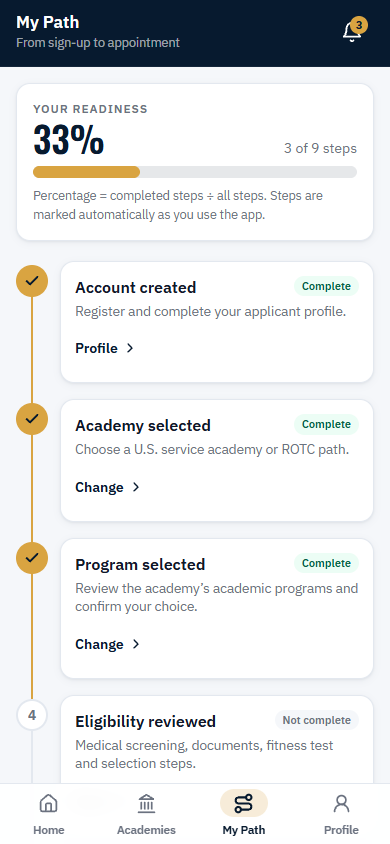 My Path
From sign-up to appointment
3
YOUR READINESS
33%
3 of 9 steps
Percentage = completed steps ÷ all steps. Steps are
marked automatically as you use the app.
Account created
Complete
Register and complete your applicant profile.
Profile
Academy selected
Complete
Choose a U.S. service academy or ROTC path.
Change
Program selected
Complete
Review the academy’s academic programs and
confirm your choice.
Change
4
Eligibility reviewed
Not complete
Medical screening, documents, fitness test
and selection steps.
Home
Academies
My Path
Profile